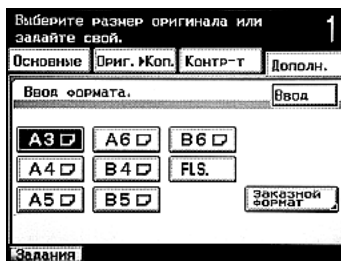 Выберите размер оригинала или 1
задайте свой.
Основные Ориг.▶Коп. Контр-т Дополн.
Ввод формата. Ввод
A3 A6 B6
A4 B4 FLS.
A5 B5 Заказной
формат
Задания